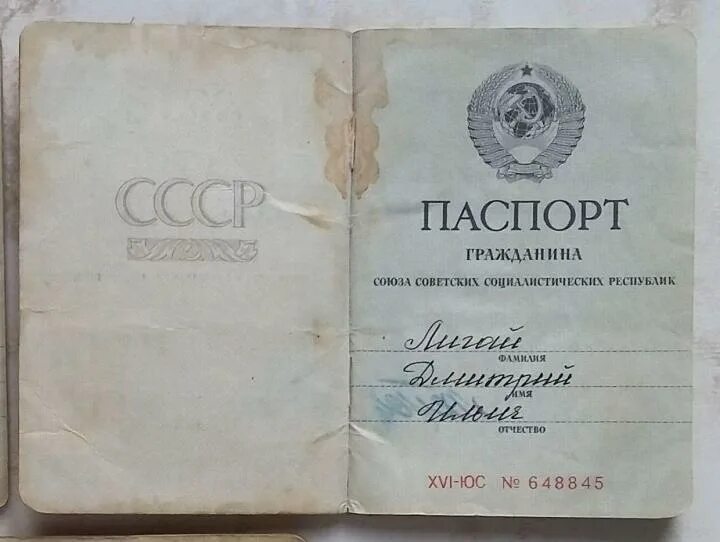 СССР
ПАСПОРТ
ГРАЖДАНИНА
СОЮЗА СОВЕТСКИХ СОЦИАЛИСТИЧЕСКИХ РЕСПУБЛИК
Лигай
ФАМИЛИЯ
Дмитрий
ИМЯ
Ильич
ОТЧЕСТВО
XVI-ЮС № 648845